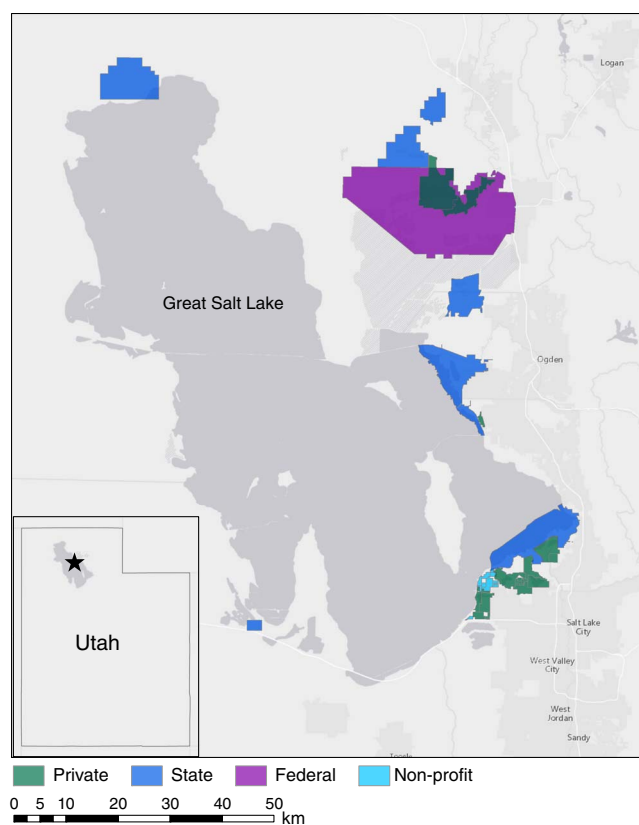 Logan
Great Salt Lake
Ogden
Utah
Salt Lake
City
West Valley
City
West
Jordan
Sandy
Private
State
Federal
Non-profit
0 5 10 20 30 40 50
km